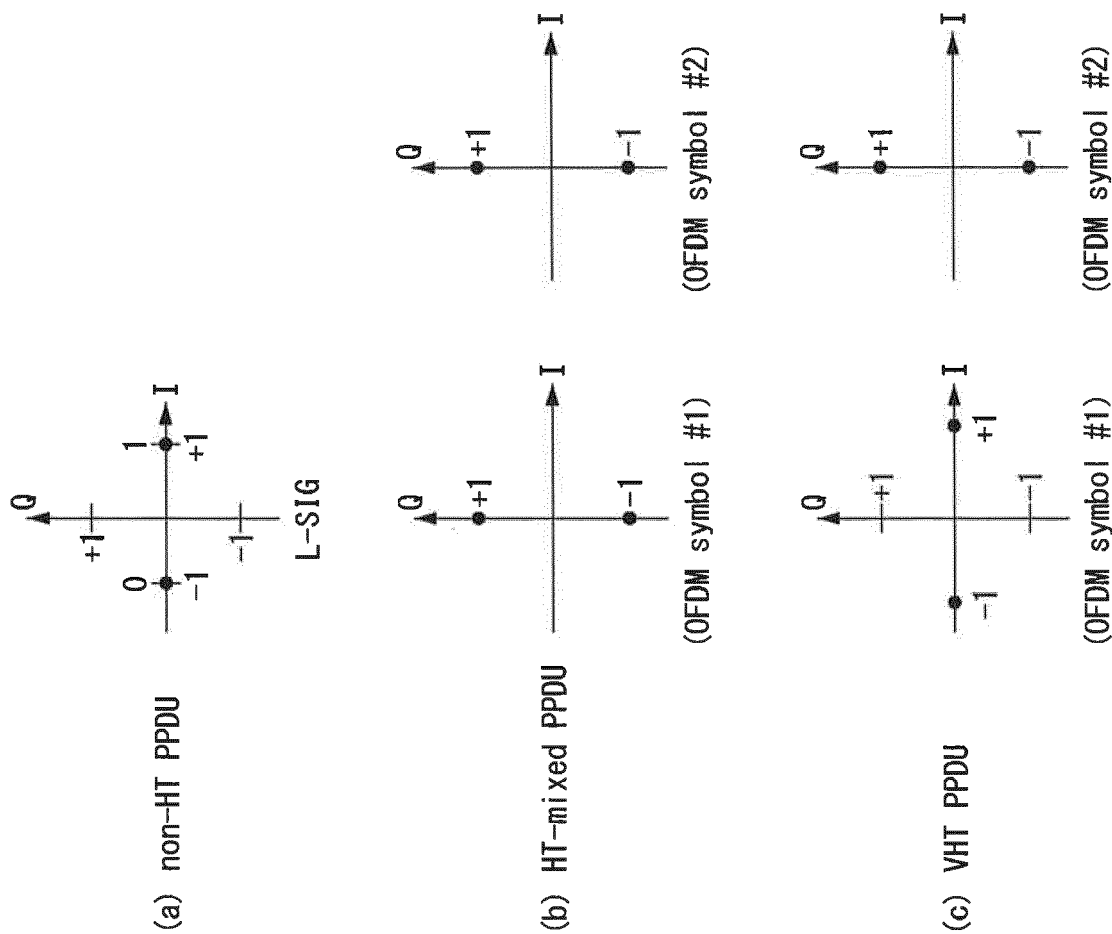 (a) non-HT PPDU
Q
+1
0
1
I
-1
+1
-1
L-SIG
(b) HT-mixed PPDU
Q
+1
I
-1
(OFDM symbol #1)
Q
+1
I
-1
(OFDM symbol #2)
(c) VHT PPDU
Q
+1
I
-1
+1
-1
(OFDM symbol #1)
Q
+1
I
-1
(OFDM symbol #2)